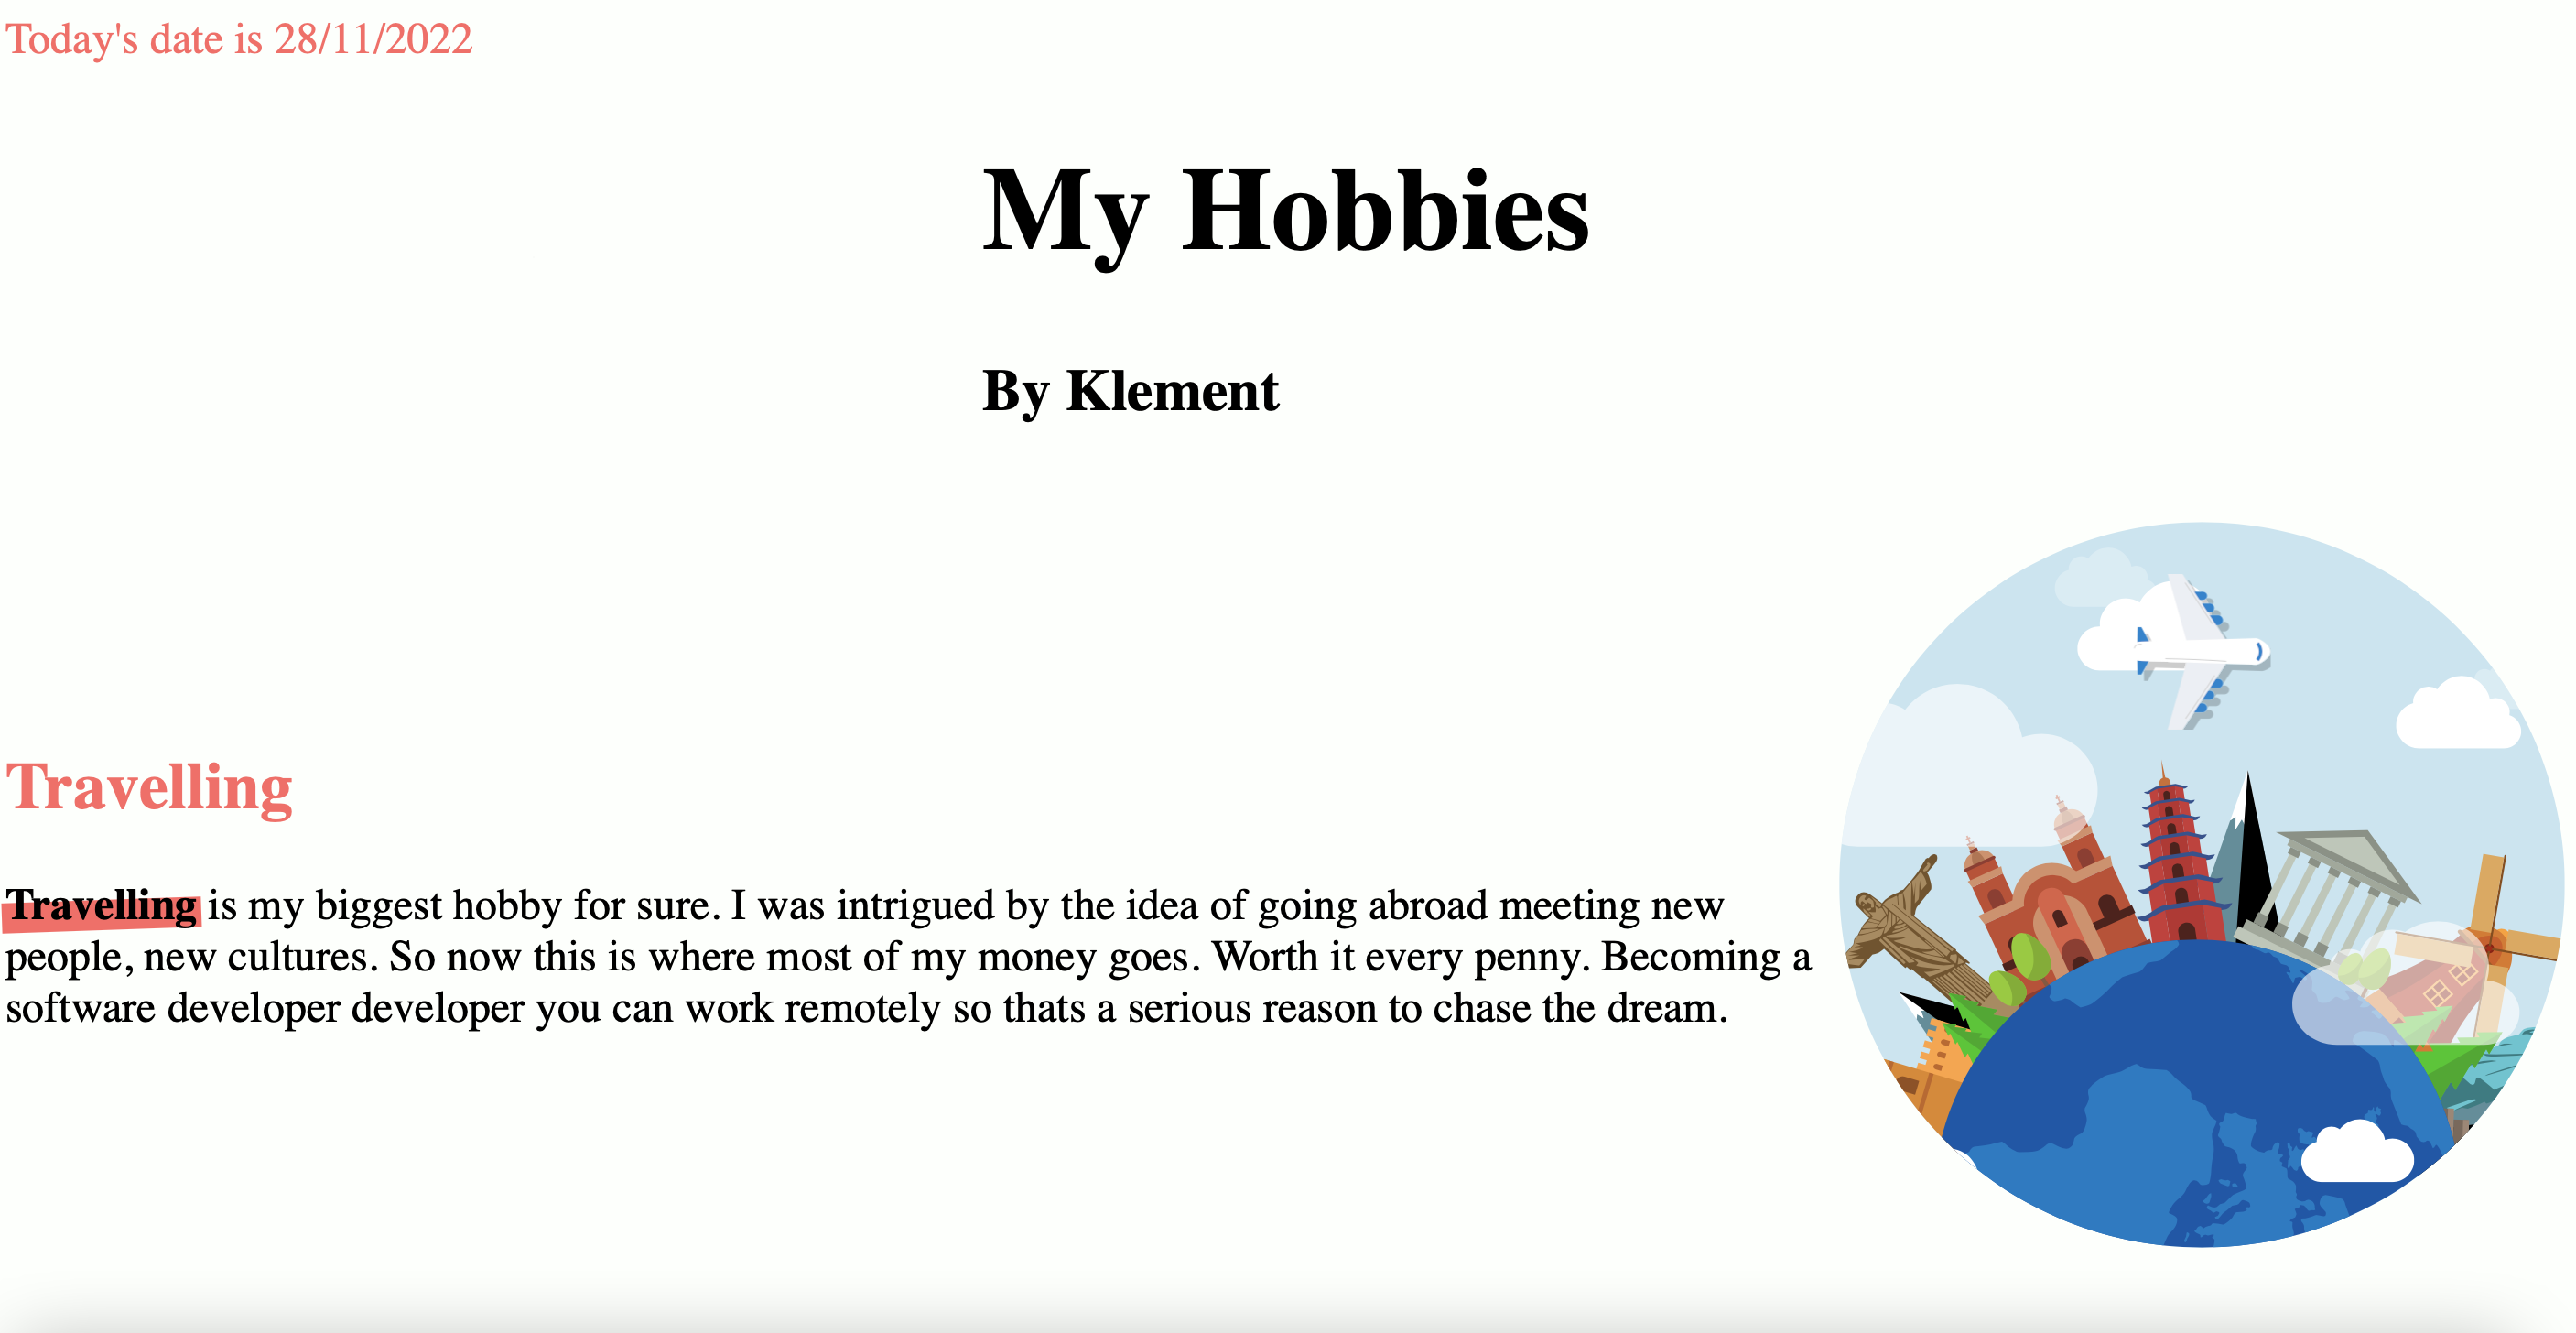 Today's date is 28/11/2022
My Hobbies
By Klement
Travelling
Travelling is my biggest hobby for sure. I was intrigued by the idea of going abroad meeting new
people, new cultures. So now this is where most of my money goes. Worth it every penny. Becoming a
software developer developer you can work remotely so thats a serious reason to chase the dream.